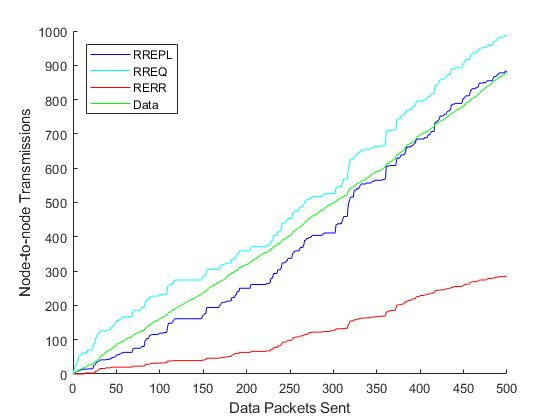 1000
900
800
700
600
500
400
300
200
100
0
Node-to-node Transmissions
RREPL
RREQ
RERR
Data
0 50 100 150 200 250 300 350 400 450 500
Data Packets Sent